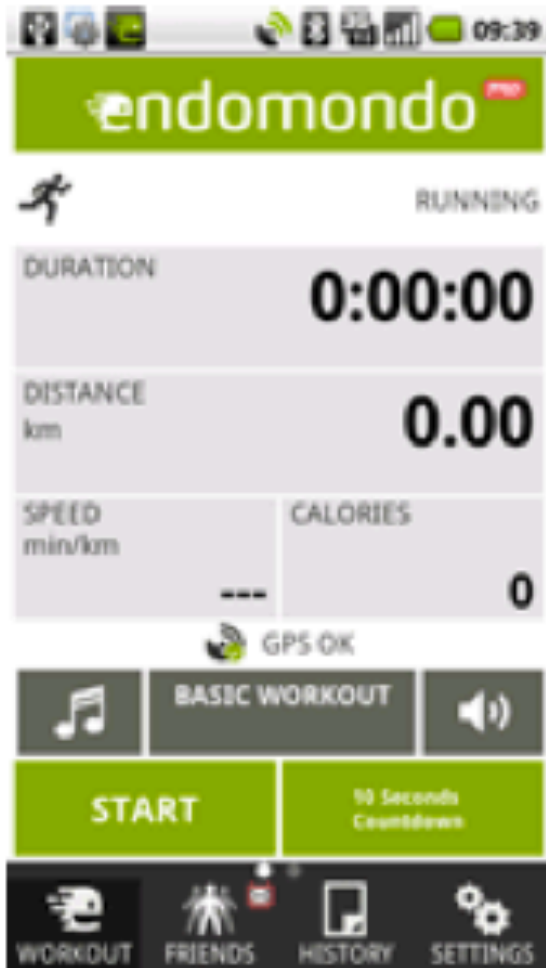 09:39
endomondo PRO
RUNNING
DURATION
0:00:00
DISTANCE
km
0.00
SPEED
min/km
---
CALORIES
0
GPS OK
BASIC WORKOUT
START
10 Seconds
Countdown
WORKOUT
FRIENDS
HISTORY
SETTINGS